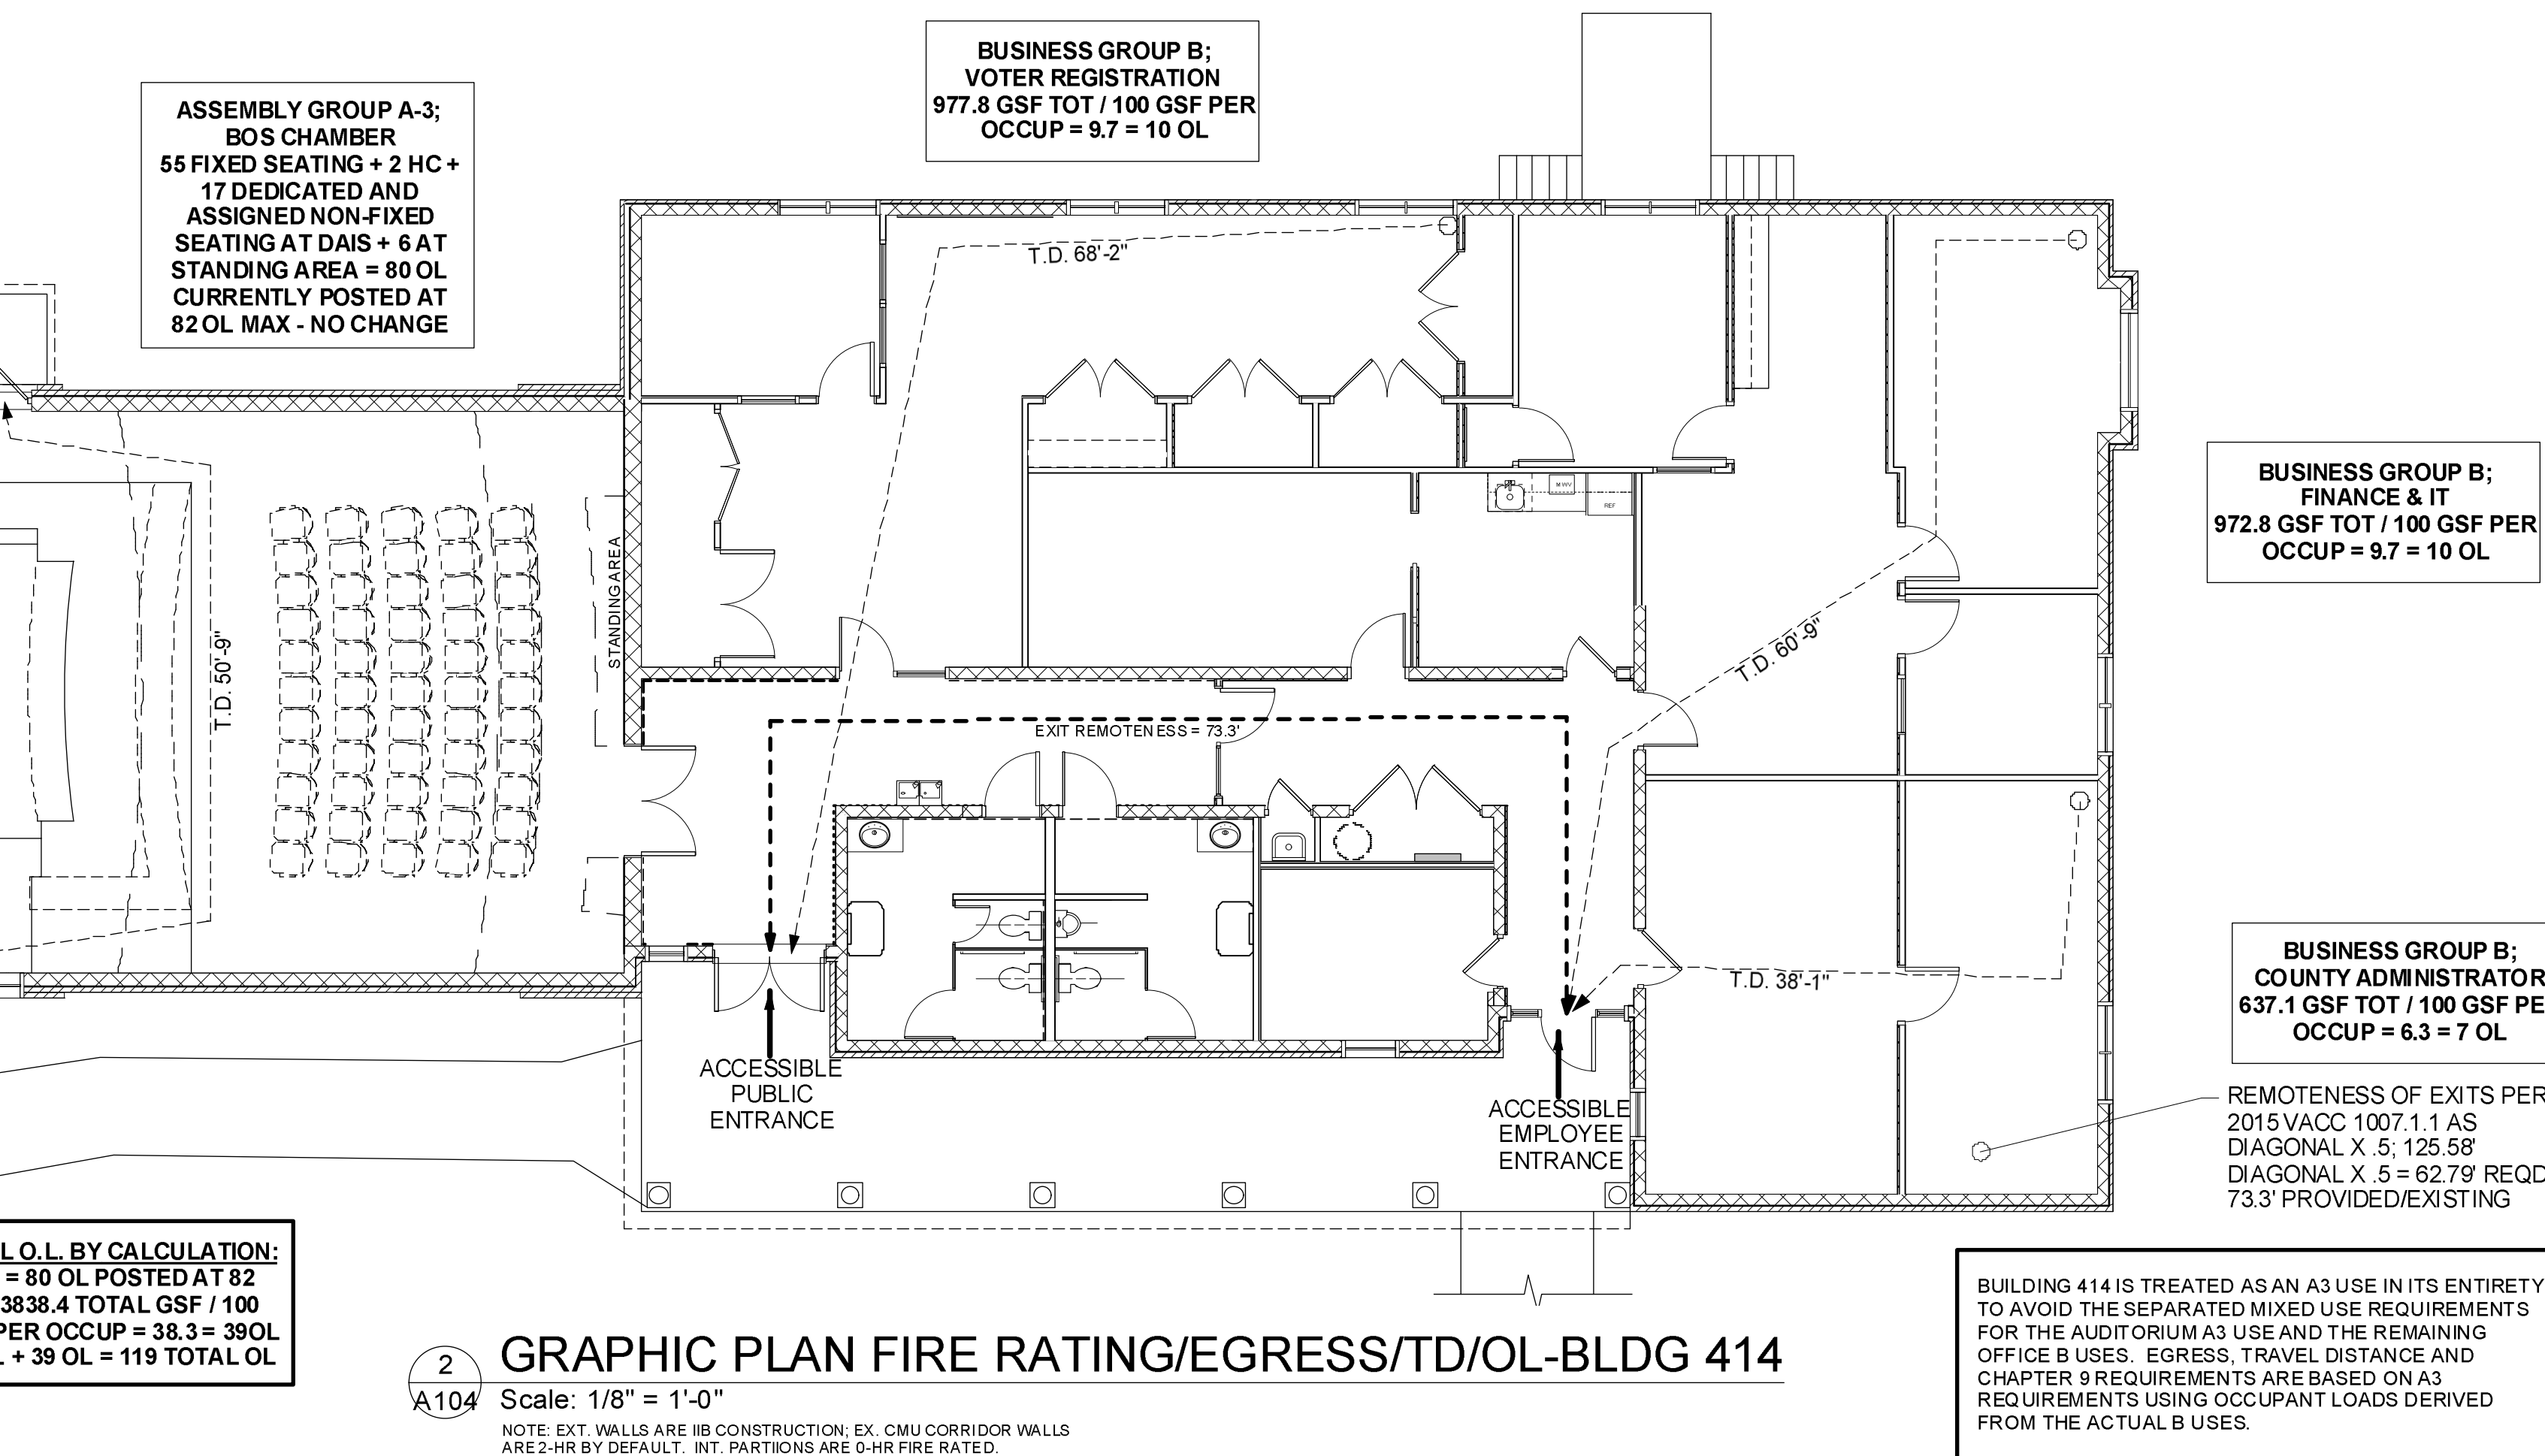 BUSINESS GROUP B;
VOTER REGISTRATION
977.8 GSF TOT / 100 GSF PER
OCCUP = 9.7 = 10 OL
ASSEMBLY GROUP A-3;
BOS CHAMBER
55 FIXED SEATING + 2 HC +
17 DEDICATED AND
ASSIGNED NON-FIXED
SEATING AT DAIS + 6 AT
STANDING AREA = 80 OL
CURRENTLY POSTED AT
82 OL MAX - NO CHANGE
T.D. 68'-2"
BUSINESS GROUP B;
FINANCE & IT
972.8 GSF TOT / 100 GSF PER
OCCUP = 9.7 = 10 OL
M WV
REF
STANDING AREA
T.D. 50'-9"
T.D. 60'-9"
EXIT REMOTENESS = 73.3'
T.D. 38'-1"
BUSINESS GROUP B;
COUNTY ADMINISTRATOR
637.1 GSF TOT / 100 GSF PE
OCCUP = 6.3 = 7 OL
ACCESSIBLE
PUBLIC
ENTRANCE
ACCESSIBLE
EMPLOYEE
ENTRANCE
REMOTENESS OF EXITS PER
2015 VACC 1007.1.1 AS
DIAGONAL X .5; 125.58'
DIAGONAL X .5 = 62.79' REQD
73.3' PROVIDED/EXISTING
L O.L. BY CALCULATION:
= 80 OL POSTED AT 82
3838.4 TOTAL GSF / 100
PER OCCUP = 38.3 = 39OL
+ 39 OL = 119 TOTAL OL
BUILDING 414 IS TREATED AS AN A3 USE IN ITS ENTIRETY
TO AVOID THE SEPARATED MIXED USE REQUIREMENTS
FOR THE AUDITORIUM A3 USE AND THE REMAINING
OFFICE B USES. EGRESS, TRAVEL DISTANCE AND
CHAPTER 9 REQUIREMENTS ARE BASED ON A3
REQUIREMENTS USING OCCUPANT LOADS DERIVED
FROM THE ACTUAL B USES.
2
A104
GRAPHIC PLAN FIRE RATING/EGRESS/TD/OL-BLDG 414
Scale: 1/8" = 1'-0"
NOTE: EXT. WALLS ARE IIB CONSTRUCTION; EX. CMU CORRIDOR WALLS
ARE 2-HR BY DEFAULT. INT. PARTIIONS ARE 0-HR FIRE RATED.